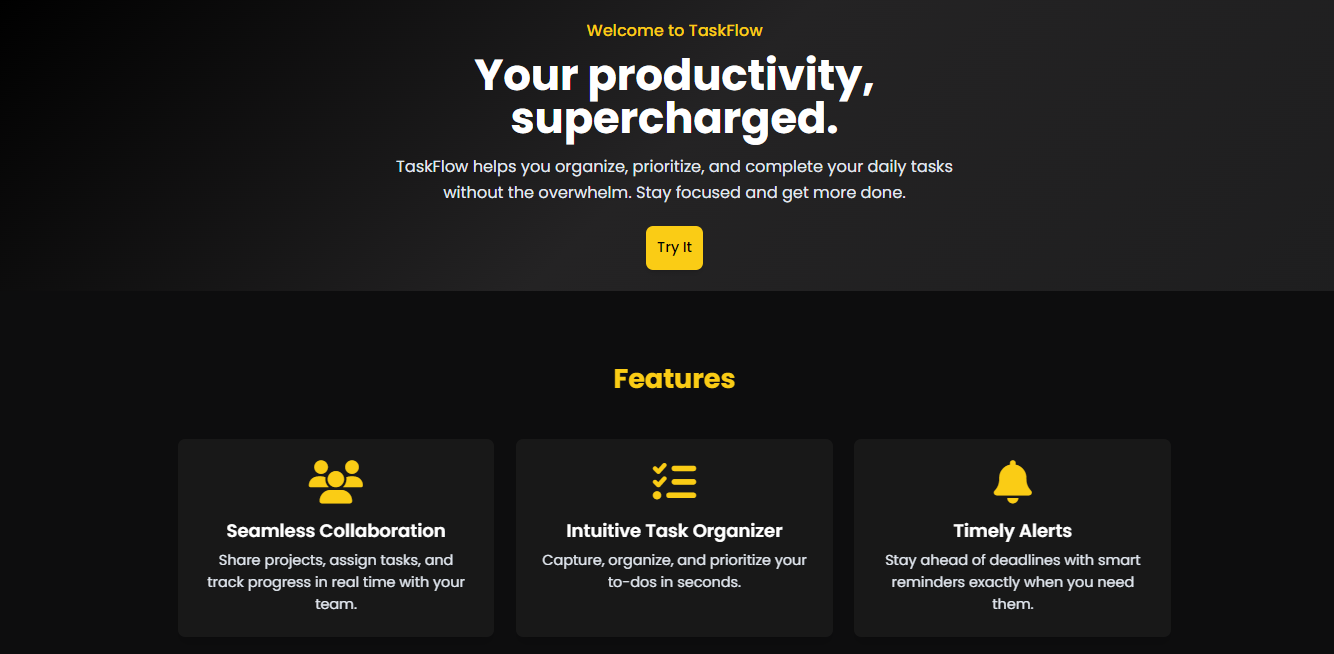 Welcome to TaskFlow
Your productivity,
supercharged.
TaskFlow helps you organize, prioritize, and complete your daily tasks
without the overwhelm. Stay focused and get more done.
Try It
Features
Seamless Collaboration
Share projects, assign tasks, and
track progress in real time with your
team.
Intuitive Task Organizer
Capture, organize, and prioritize your
to-dos in seconds.
Timely Alerts
Stay ahead of deadlines with smart
reminders exactly when you need
them.